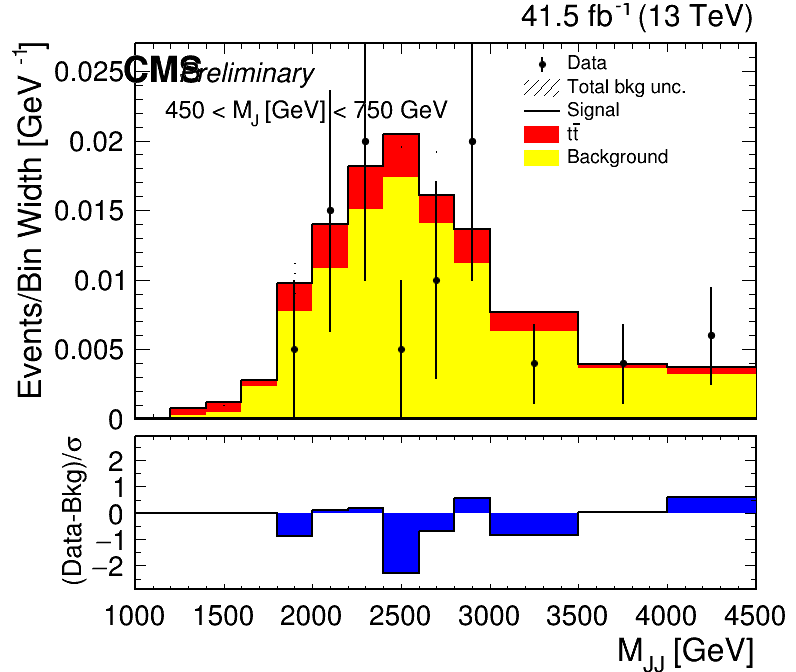 41.5 fb⁻¹ (13 TeV)
CMS Preliminary
450 < M_J [GeV] < 750 GeV
Data
Total bkg unc.
Signal
tt̄
Background
Events/Bin Width [GeV⁻¹]
0.025
0.02
0.015
0.01
0.005
0
(Data-Bkg)/σ
2
1
0
−1
−2
1000 1500 2000 2500 3000 3500 4000 4500
M_JJ [GeV]